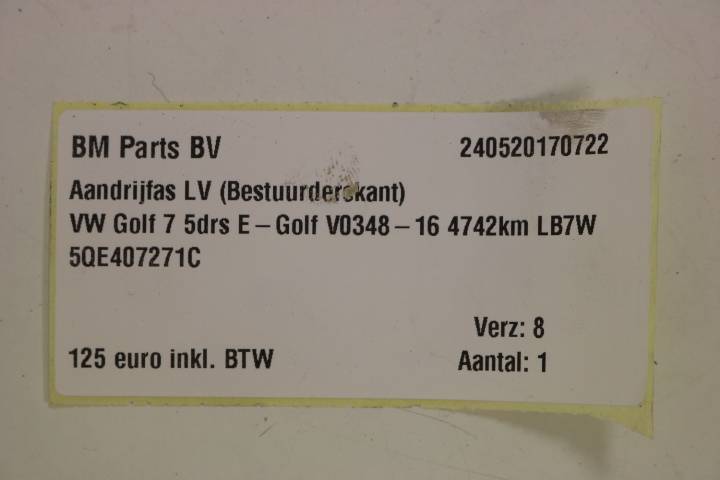 BM Parts BV 240520170722
Aandrijfas LV (Bestuurderskant)
VW Golf 7 5drs E-Golf V0348-16 4742km LB7W
5QE407271C
Verz: 8
125 euro inkl. BTW Aantal: 1